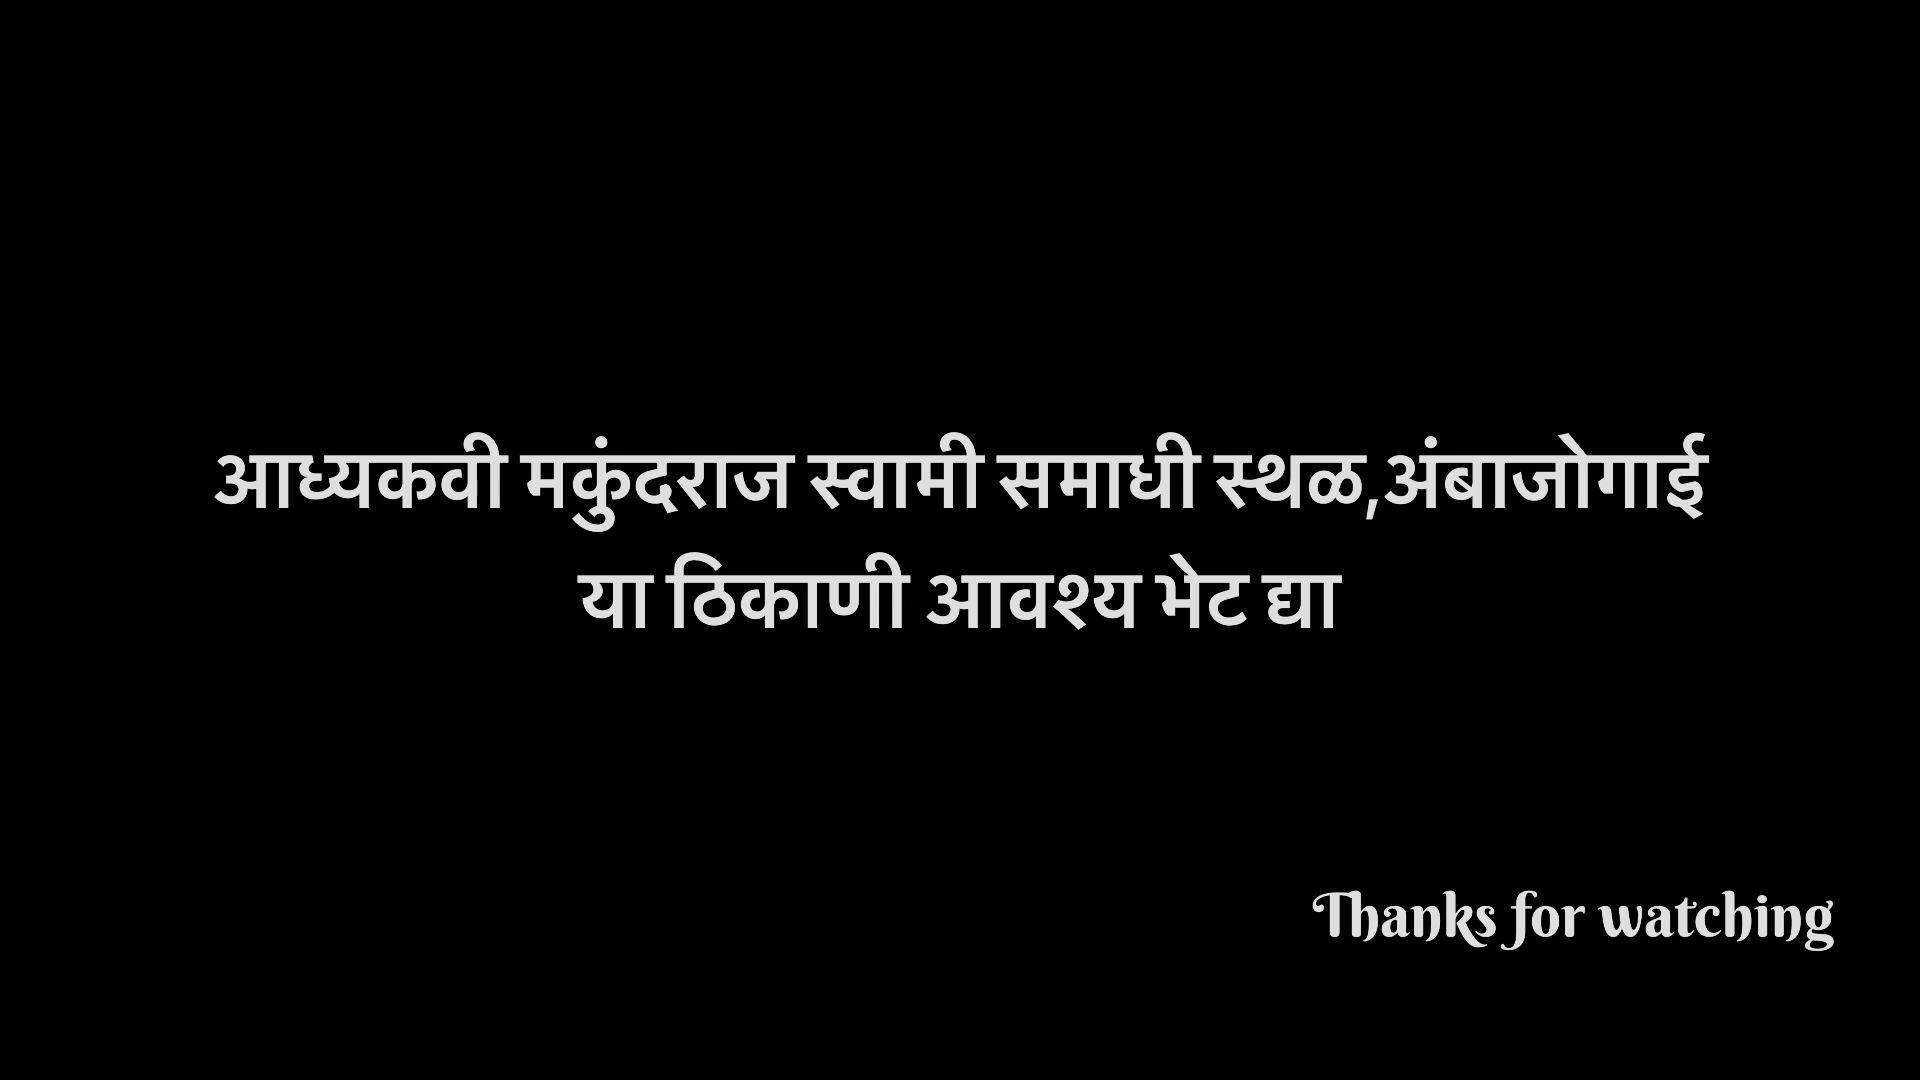 आध्यकवी मकुंदराज स्वामी समाधी स्थळ,अंबाजोगाई
या ठिकाणी आवश्य भेट द्या
Thanks for watching